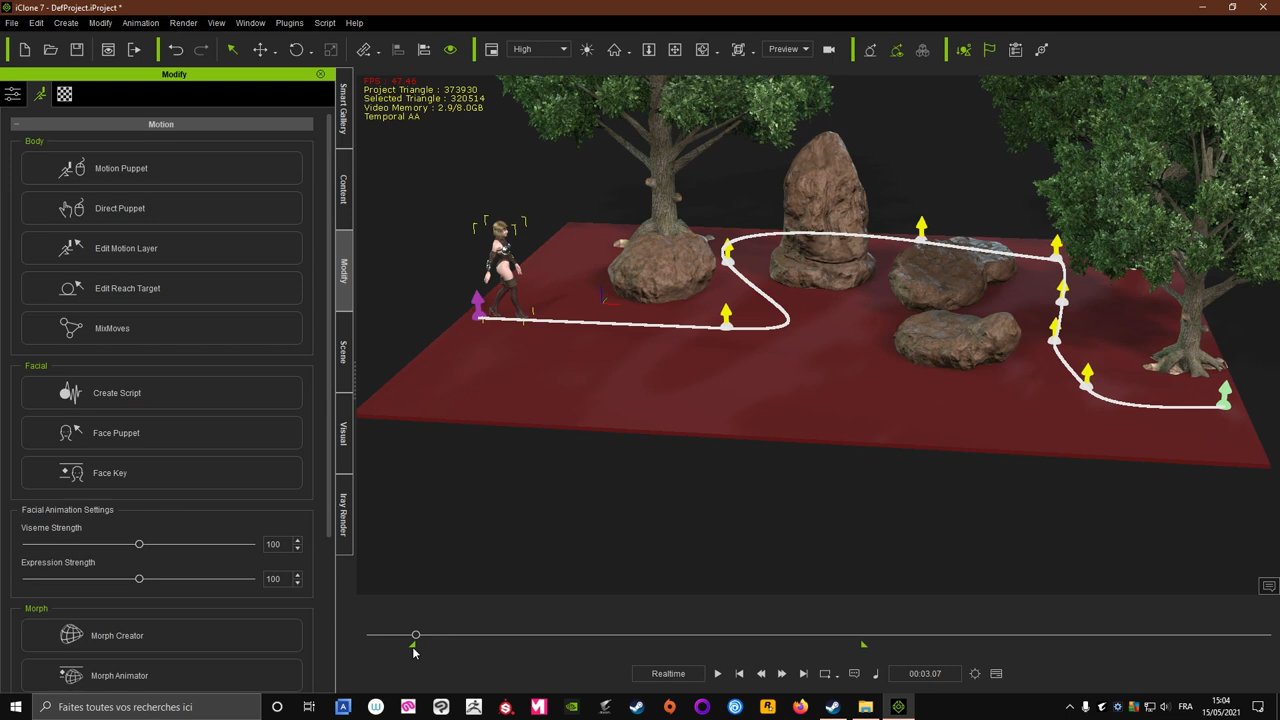 iClone 7 - DefProject.iProject *
File Edit Create Modify Animation Render View Window Plugins Script Help
High
Preview
Modify
Motion
Body
Motion Puppet
Direct Puppet
Edit Motion Layer
Edit Reach Target
MixMoves
Facial
Create Script
Face Puppet
Face Key
Facial Animation Settings
Viseme Strength
100
Expression Strength
100
Morph
Morph Creator
Morph Animator
Smart Gallery
Content
Modify
Scene
Visual
Iray Render
FPS : 47.46
Project Triangle : 373930
Selected Triangle : 320514
Video Memory : 2.9/8.0GB
Temporal AA
Realtime
00:03.07
Faites toutes vos recherches ici
FRA
15:04
15/05/2021